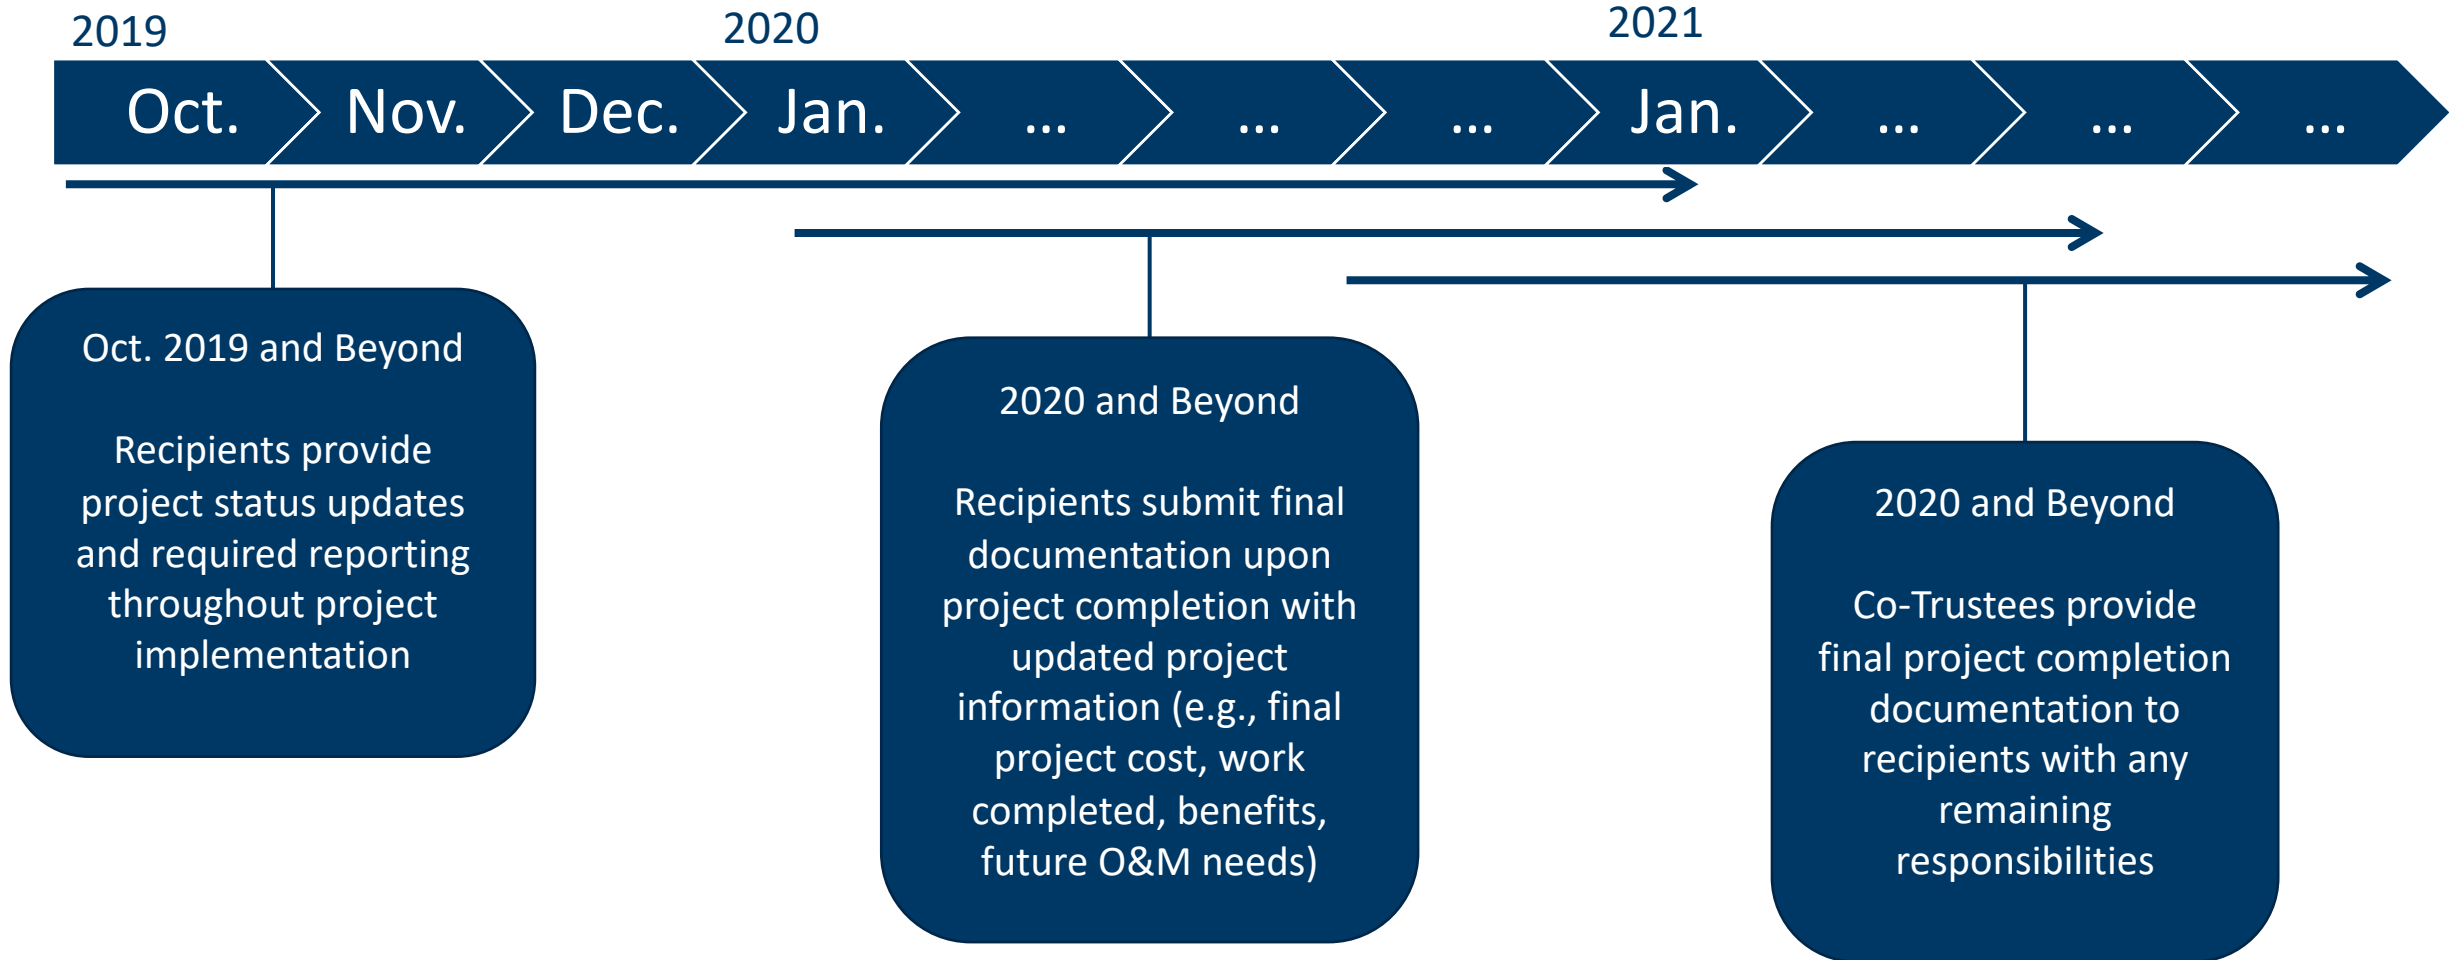 2019
2020
2021
Oct.
Nov.
Dec.
Jan.
...
...
...
Jan.
...
...
...
Oct. 2019 and Beyond
Recipients provide
project status updates
and required reporting
throughout project
implementation
2020 and Beyond
Recipients submit final
documentation upon
project completion with
updated project
information (e.g., final
project cost, work
completed, benefits,
future O&M needs)
2020 and Beyond
Co-Trustees provide
final project completion
documentation to
recipients with any
remaining
responsibilities